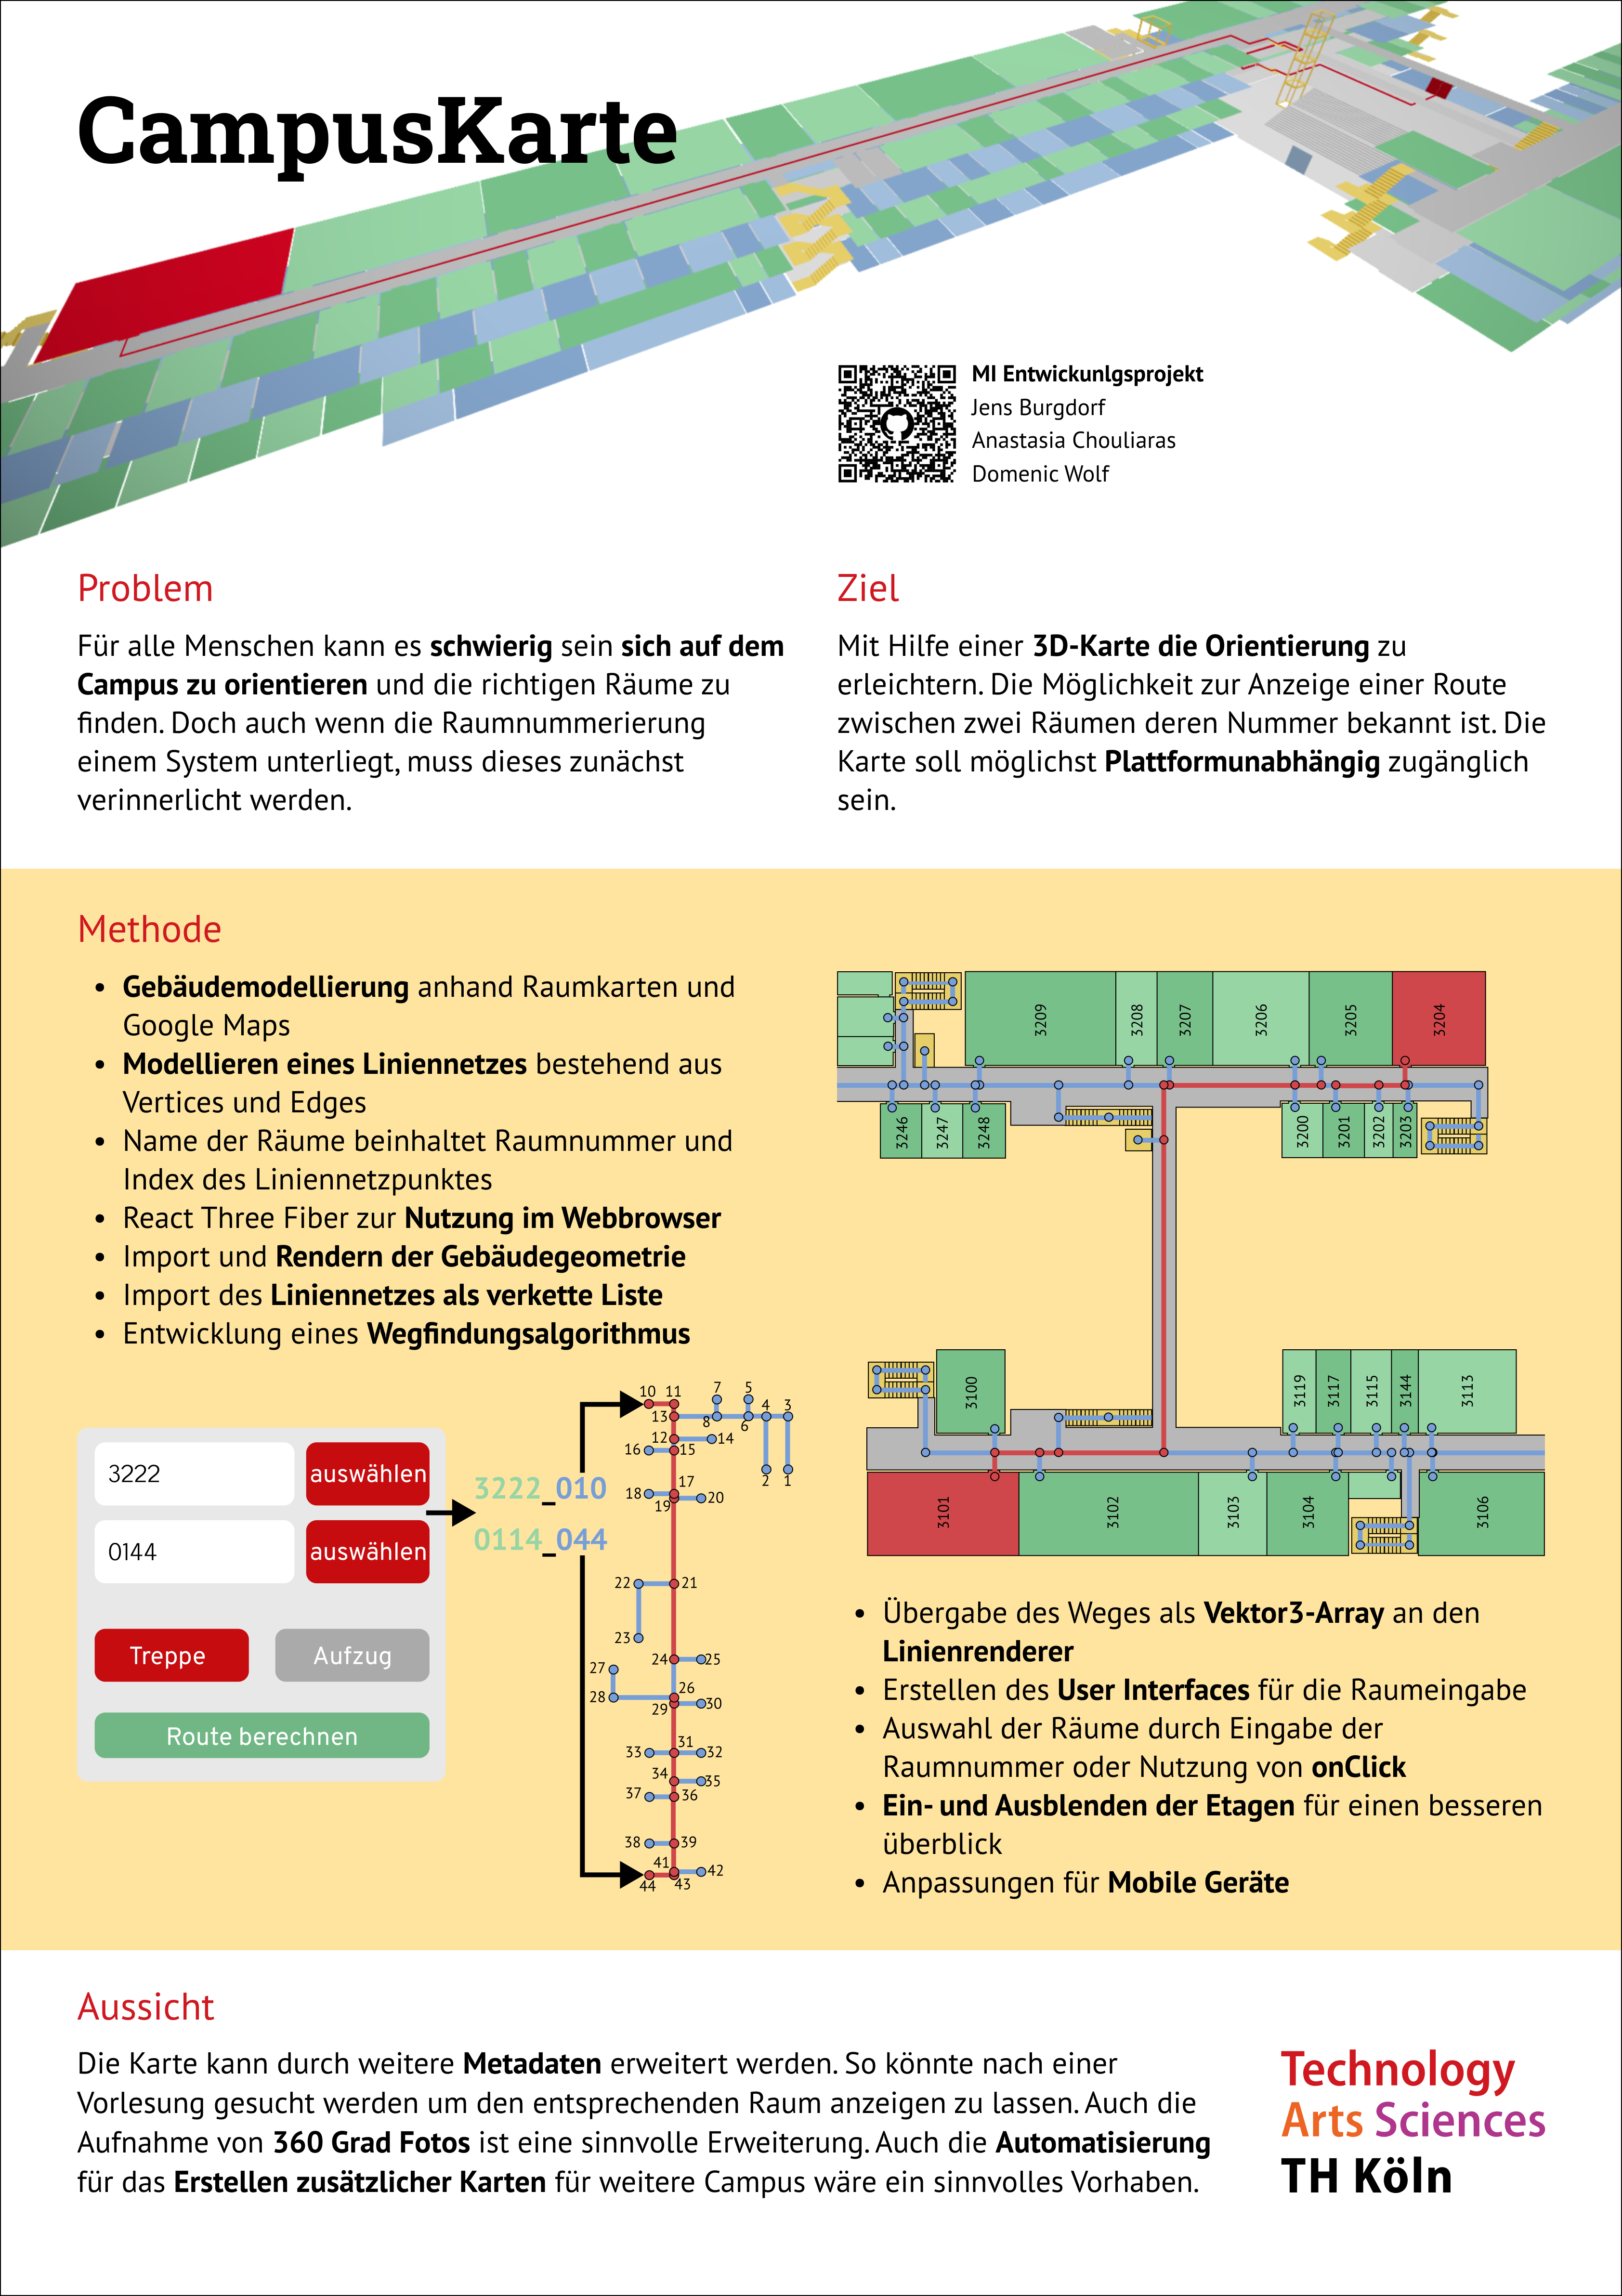 CampusKarte
MI Entwickunlgsprojekt
Jens Burgdorf
Anastasia Chouliaras
Domenic Wolf
Problem
Für alle Menschen kann es schwierig sein sich auf dem
Campus zu orientieren und die richtigen Räume zu
finden. Doch auch wenn die Raumnummerierung
einem System unterliegt, muss dieses zunächst
verinnerlicht werden.
Ziel
Mit Hilfe einer 3D-Karte die Orientierung zu
erleichtern. Die Möglichkeit zur Anzeige einer Route
zwischen zwei Räumen deren Nummer bekannt ist. Die
Karte soll möglichst Plattformunabhängig zugänglich
sein.
Methode
• Gebäudemodellierung anhand Raumkarten und
Google Maps
• Modellieren eines Liniennetzes bestehend aus
Vertices und Edges
• Name der Räume beinhaltet Raumnummer und
Index des Liniennetzpunktes
• React Three Fiber zur Nutzung im Webbrowser
• Import und Rendern der Gebäudegeometrie
• Import des Liniennetzes als verkette Liste
• Entwicklung eines Wegfindungsalgorithmus
3222 auswählen
0144 auswählen
Treppe Aufzug
Route berechnen
3222_010
0114_044
10 11 7 5 4 3
13 8 6
12 14
16 15
2 1
17
18 19 20
22 21
23
24 25
27
28 26
29 30
31
33 32
34 35
37 36
38 39
41 42
44 43
3209 3208 3207 3206 3205 3204
3246 3247 3248 3200 3201 3202 3203
3100 3119 3117 3115 3144 3113
3101 3102 3103 3104 3106
• Übergabe des Weges als Vektor3-Array an den
Linienrenderer
• Erstellen des User Interfaces für die Raumeingabe
• Auswahl der Räume durch Eingabe der
Raumnummer oder Nutzung von onClick
• Ein- und Ausblenden der Etagen für einen besseren
überblick
• Anpassungen für Mobile Geräte
Aussicht
Die Karte kann durch weitere Metadaten erweitert werden. So könnte nach einer
Vorlesung gesucht werden um den entsprechenden Raum anzeigen zu lassen. Auch die
Aufnahme von 360 Grad Fotos ist eine sinnvolle Erweiterung. Auch die Automatisierung
für das Erstellen zusätzlicher Karten für weitere Campus wäre ein sinnvolles Vorhaben.
Technology
Arts Sciences
TH Köln